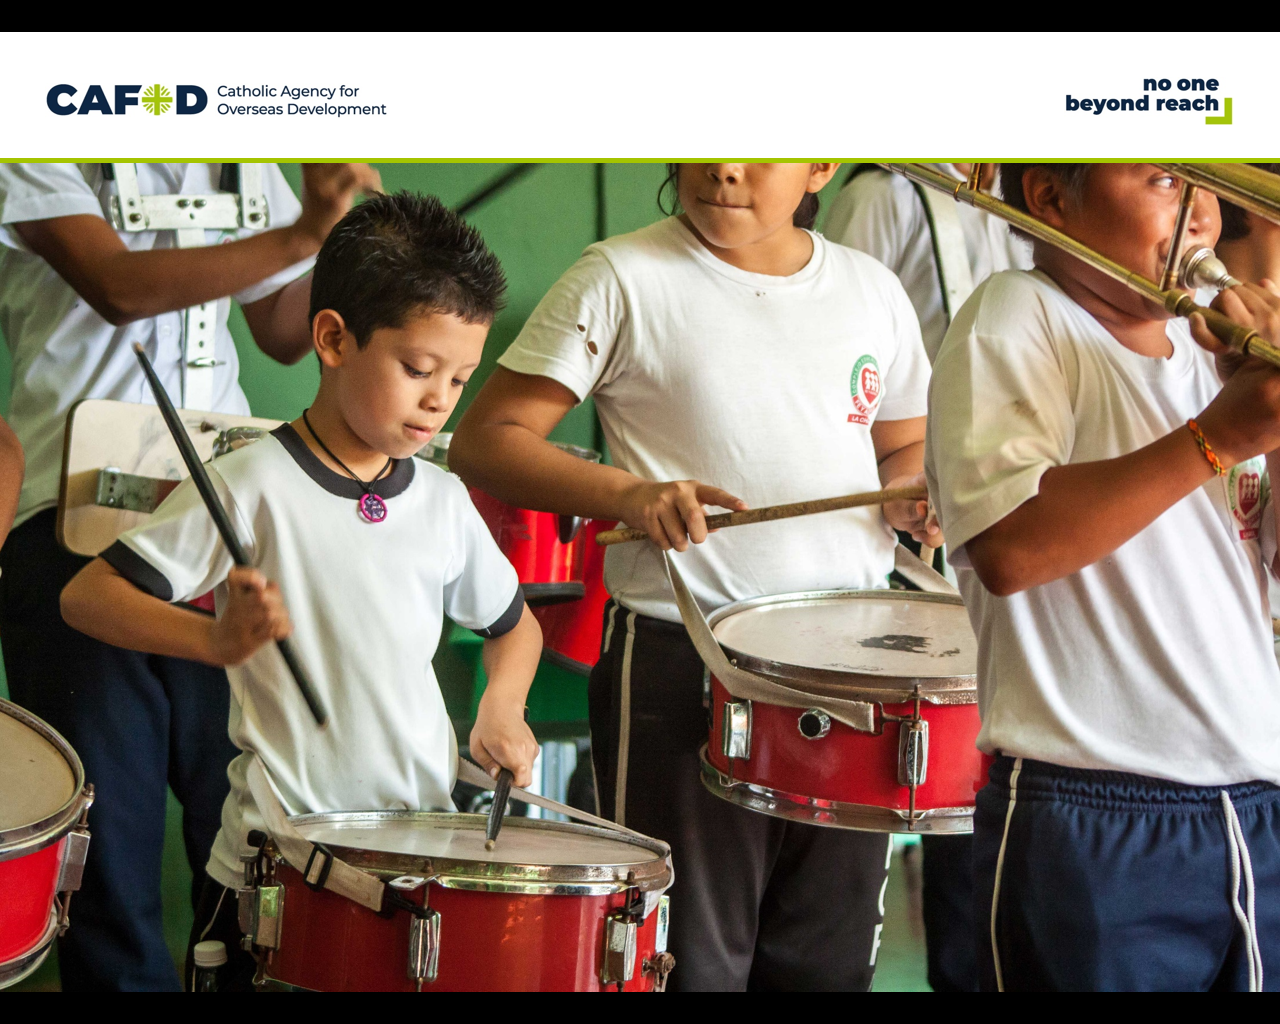 CAFOD
Catholic Agency for
Overseas Development
no one
beyond reach